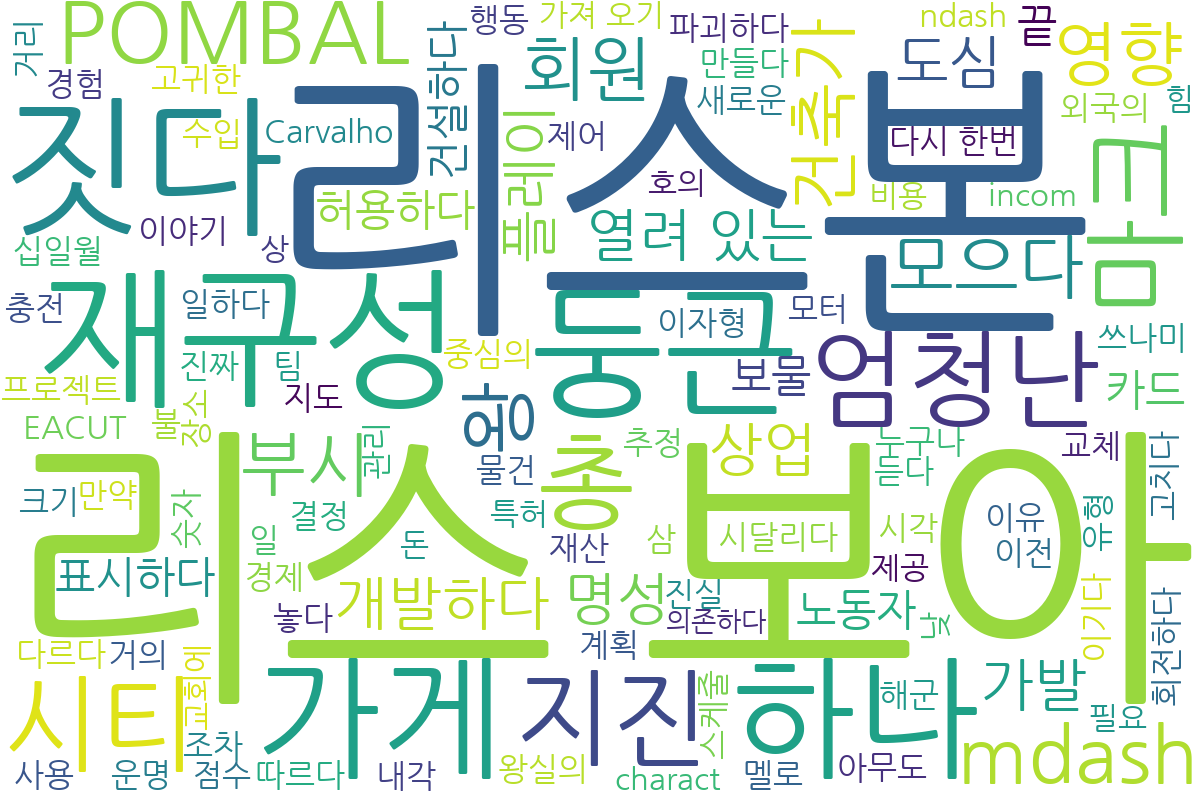 거리
POMBAL
행동
가져 오기
파괴하다
ndash
끝
영향
경험
고귀한
건설하다
회원
만들다
건축가
도심
새로운
외국의
힘
짓다
리스본
수입
Carvalho
플레이
제어
다시 한번
움크
허용하다
호의
비용
incom
이야기
십일월
상
열려 있는
모으다
재구성
충전
일하다
둥근
이자형
모터
쓰나미
진짜
팀
중심의
보물
엄청난
카드
프로젝트
지도
왕
EACUT
불
장소
리스보아
부시
관리
총
추정
상업
누구나
듣다
교체
고치다
크기
만약
숫자
물건
결정
특허
일
돈
재산
삼
시달리다
시각
이유
이전
유형
표시하다
경제
개발하다
명성
진실
제공
놓다
의존하다
노동자
낮
이기다
회전하다
다르다
거의
계획
시티
교회에
가게
지진
스케줄
하나
해군
가발
필요
조차
mdash
사용
운명
점수
따르다
내각
왕실의
charact
멜로
아무도